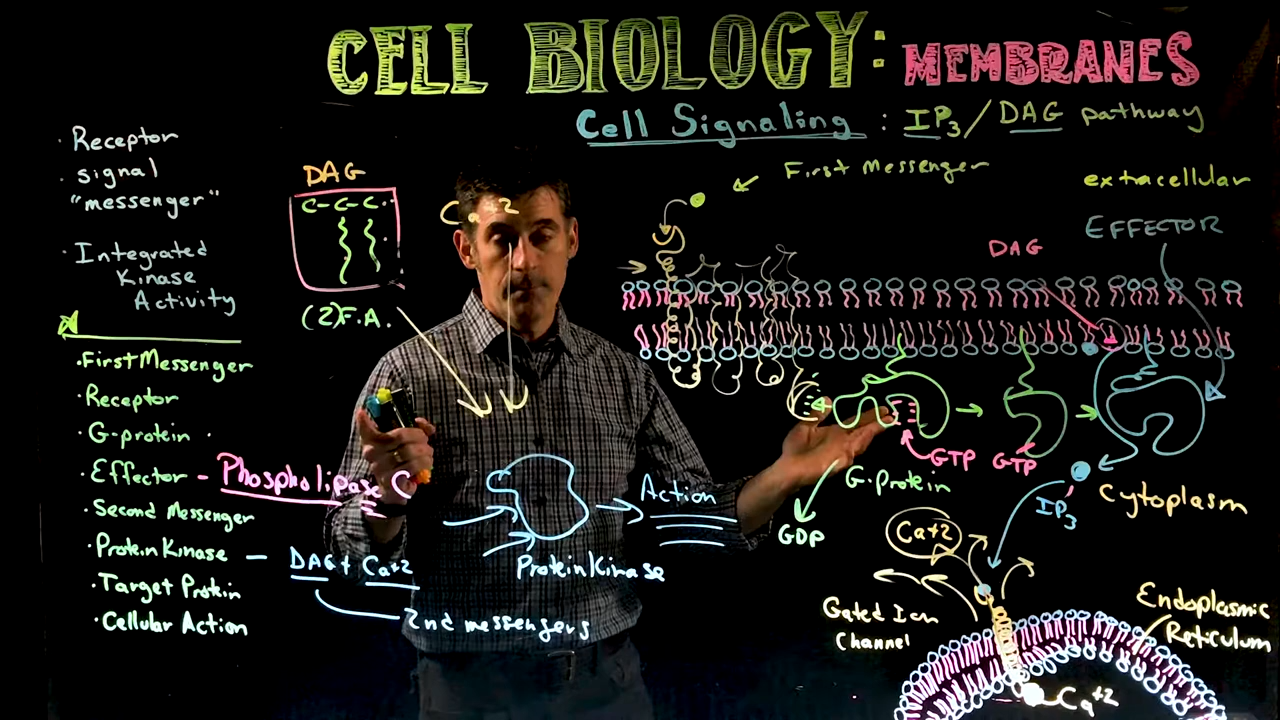 CELL BIOLOGY: MEMBRANES
Cell Signaling : IP3/DAG pathway
· Receptor
· signal
"messenger"
· Integrated
Kinase
Activity
· First Messenger
· Receptor
· G-protein ·
· Effector - Phospholipase C
· Second Messenger
· Protein Kinase - DAG + Ca+2
2nd messengers
· Target Protein
· Cellular Action
DAG
C-C-C
(2)F.A.
Ca+2
Protein Kinase
Action
First Messenger
extracellular
EFFECTOR
DAG
GTP
GTP
G-protein
GDP
Cytoplasm
IP3
Ca+2
Gated Ion
Channel
Endoplasmic
Reticulum
Ca+2